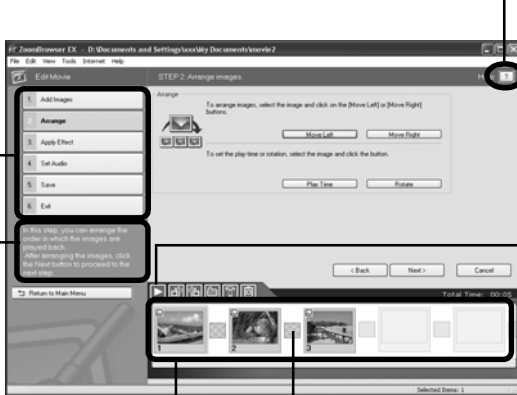 ZoomBrowser EX - D:\Documents and Settings\xxx\My Documents\movie2
File Edit View Tools Internet Help
Edit Movie
STEP 2: Arrange images.
?
1. Add Images
2. Arrange
3. Apply Effect
4. Set Audio
5. Save
6. Exit
Arrange
To arrange images, select the image and click on the [Move Left] or [Move Right]
buttons.
Move Left
Move Right
To set the play time or rotation, select the image and click the button.
Play Time
Rotate
In this step, you can arrange the
order in which the images are
played back.
After arranging the images, click
the Next button to proceed to the
next step.
< Back
Next >
Cancel
Return to Main Menu
Total Time: 00:05
1
2
3
Selected Items: 1